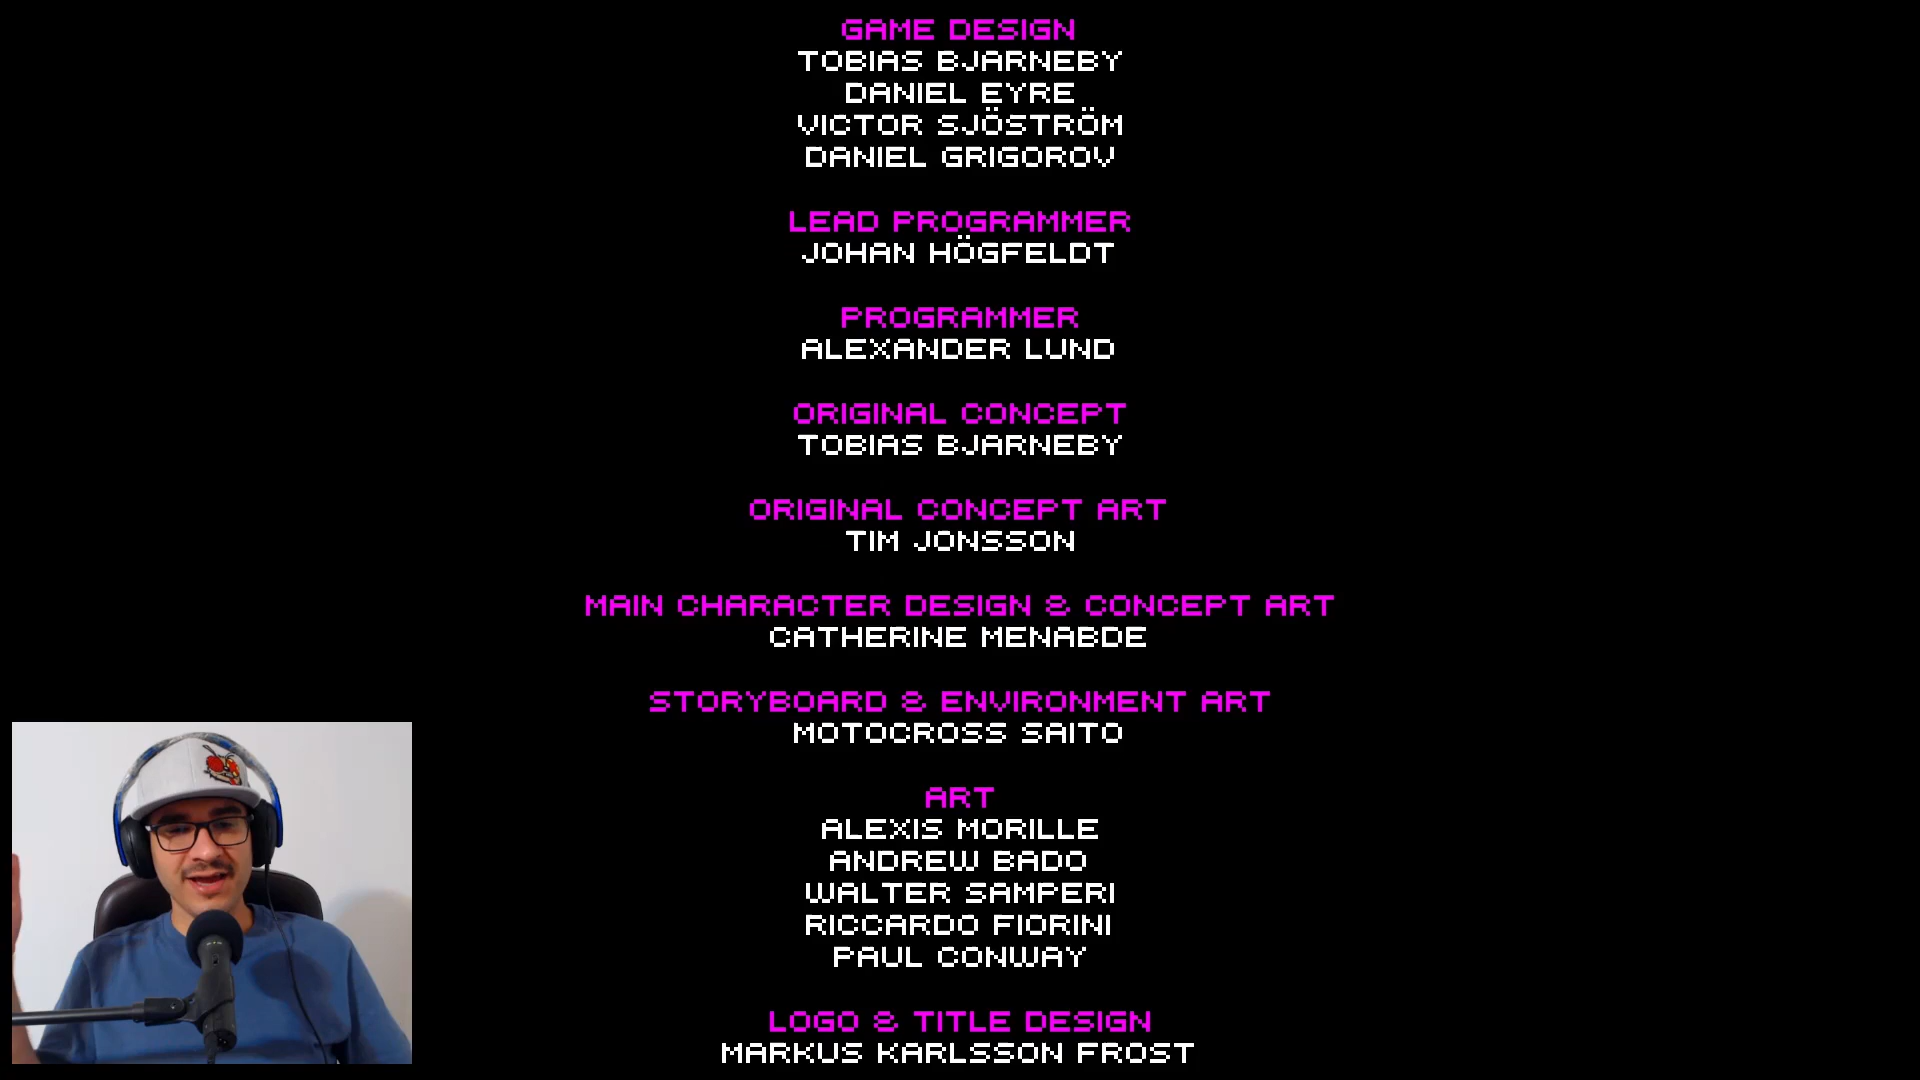 GAME DESIGN
TOBIAS BJARNEBY
DANIEL EYRE
VICTOR SJÖSTRÖM
DANIEL GRIGOROV
LEAD PROGRAMMER
JOHAN HÖGFELDT
PROGRAMMER
ALEXANDER LUND
ORIGINAL CONCEPT
TOBIAS BJARNEBY
ORIGINAL CONCEPT ART
TIM JONSSON
MAIN CHARACTER DESIGN & CONCEPT ART
CATHERINE MENABDE
STORYBOARD & ENVIRONMENT ART
MOTOCROSS SAITO
ART
ALEXIS MORILLE
ANDREW BADO
WALTER SAMPERI
RICCARDO FIORINI
PAUL CONWAY
LOGO & TITLE DESIGN
MARKUS KARLSSON FROST